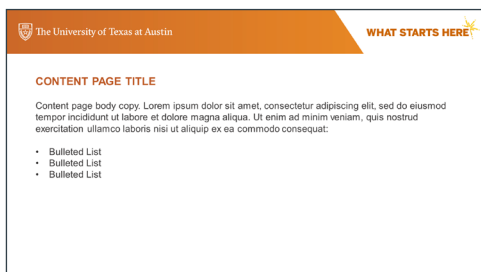 The University of Texas at Austin
WHAT STARTS HERE
CONTENT PAGE TITLE
Content page body copy. Lorem ipsum dolor sit amet, consectetur adipiscing elit, sed do eiusmod
tempor incididunt ut labore et dolore magna aliqua. Ut enim ad minim veniam, quis nostrud
exercitation ullamco laboris nisi ut aliquip ex ea commodo consequat:
• Bulleted List
• Bulleted List
• Bulleted List